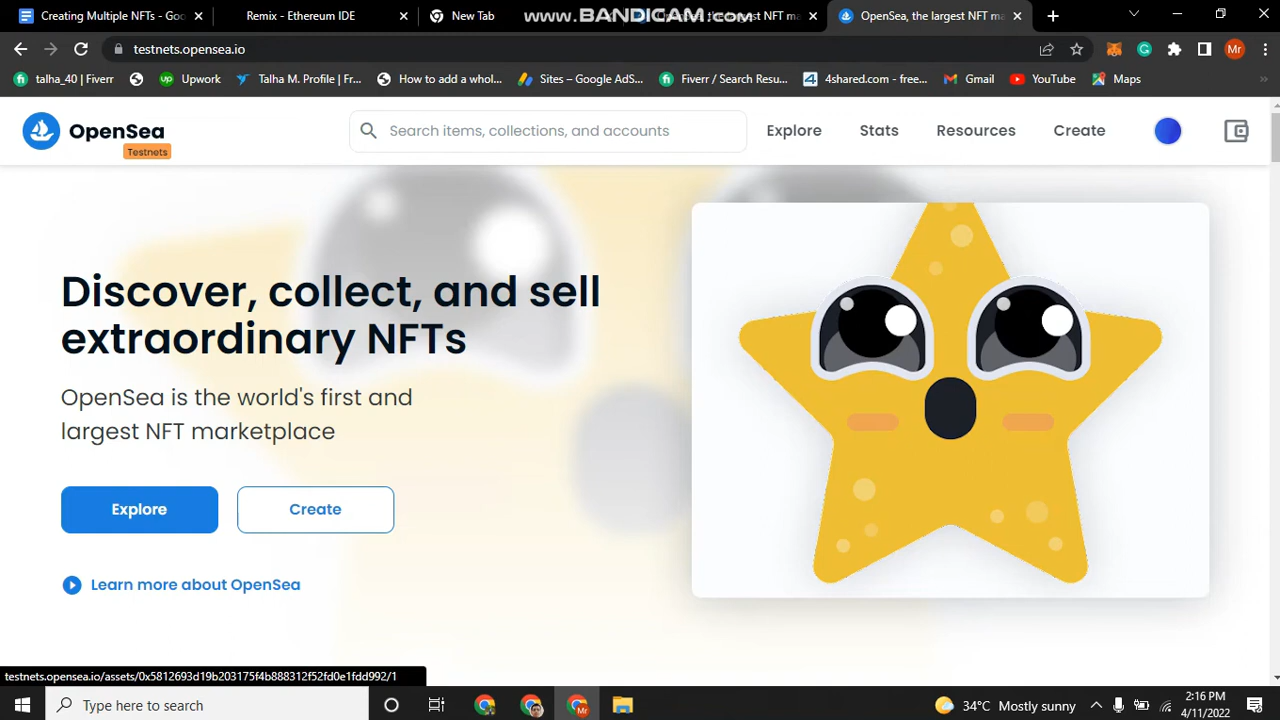 Creating Multiple NFTs - Goo
Remix - Ethereum IDE
New Tab
www.BANDICAM.com
OpenSea, the largest NFT ma
testnets.opensea.io
talha_40 | Fiverr
Upwork
Talha M. Profile | Fr...
How to add a whol...
Sites – Google AdS...
Fiverr / Search Resu...
4shared.com - free...
Gmail
YouTube
Maps
Mr
OpenSea
Testnets
Search items, collections, and accounts
Explore
Stats
Resources
Create
Discover, collect, and sell
extraordinary NFTs
OpenSea is the world's first and
largest NFT marketplace
Explore
Create
Learn more about OpenSea
testnets.opensea.io/assets/0x5812693d19b203175f4b888312f52fd0e1fdd992/1
Type here to search
34°C Mostly sunny
2:16 PM
4/11/2022